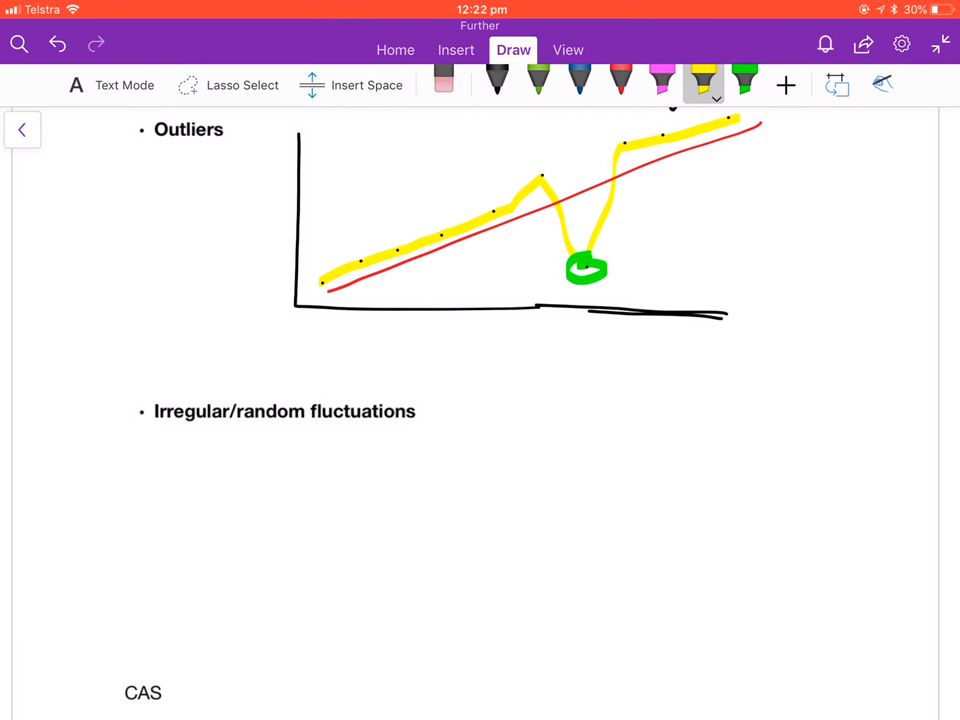 Telstra
12:22 pm
30%
Further
Home
Insert
Draw
View
Text Mode
Lasso Select
Insert Space
• Outliers
• Irregular/random fluctuations
CAS